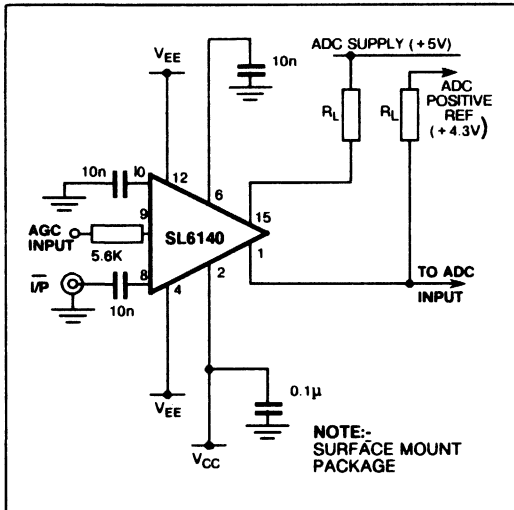 VEE
10n
ADC SUPPLY (+5V)
RL
RL
ADC
POSITIVE
REF
(+4.3V)
10n
10
12
6
AGC
INPUT
9
5.6K
SL6140
15
1
I/P
8
10n
4
2
TO ADC
INPUT
VEE
0.1μ
VCC
NOTE:-
SURFACE MOUNT
PACKAGE